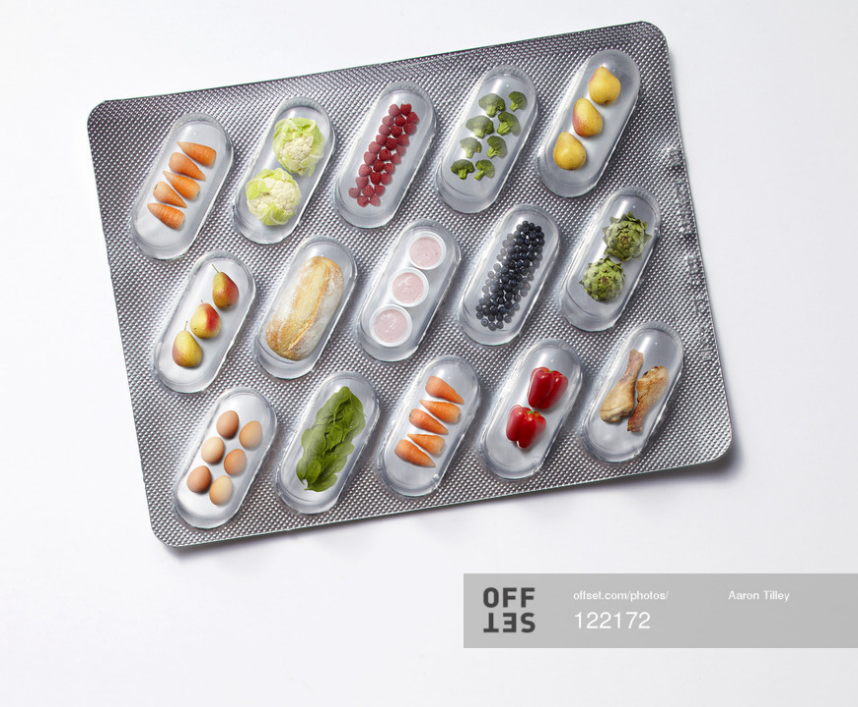 OFF
SET
offset.com/photos/
122172
Aaron Tilley